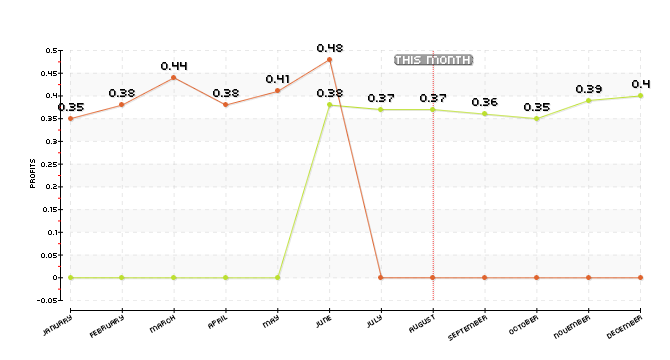 THIS MONTH
0.5
0.45
0.4
0.35
0.3
0.25
0.2
0.15
0.1
0.05
0
-0.05
PROFITS
0.35
0.38
0.44
0.38
0.41
0.48
0.38
0.37
0.37
0.36
0.35
0.39
0.4
JANUARY
FEBRUARY
MARCH
APRIL
MAY
JUNE
JULY
AUGUST
SEPTEMBER
OCTOBER
NOVEMBER
DECEMBER